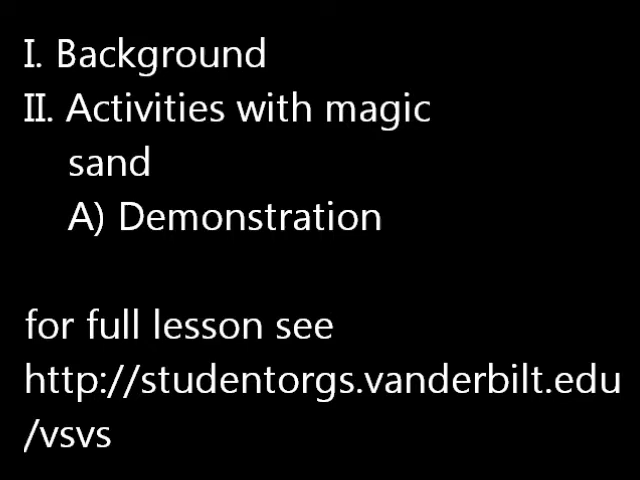 I. Background
II. Activities with magic
sand
A) Demonstration
for full lesson see
http://studentorgs.vanderbilt.edu
/vsvs